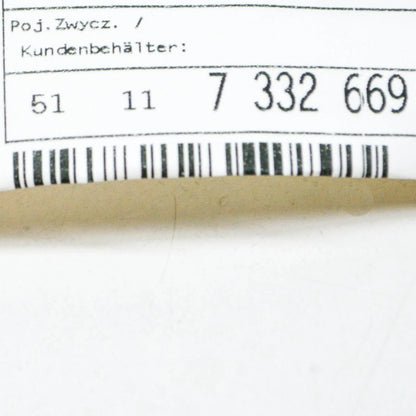 Poj.Zwycz. /
Kundenbehälter:
51 11 7 332 669